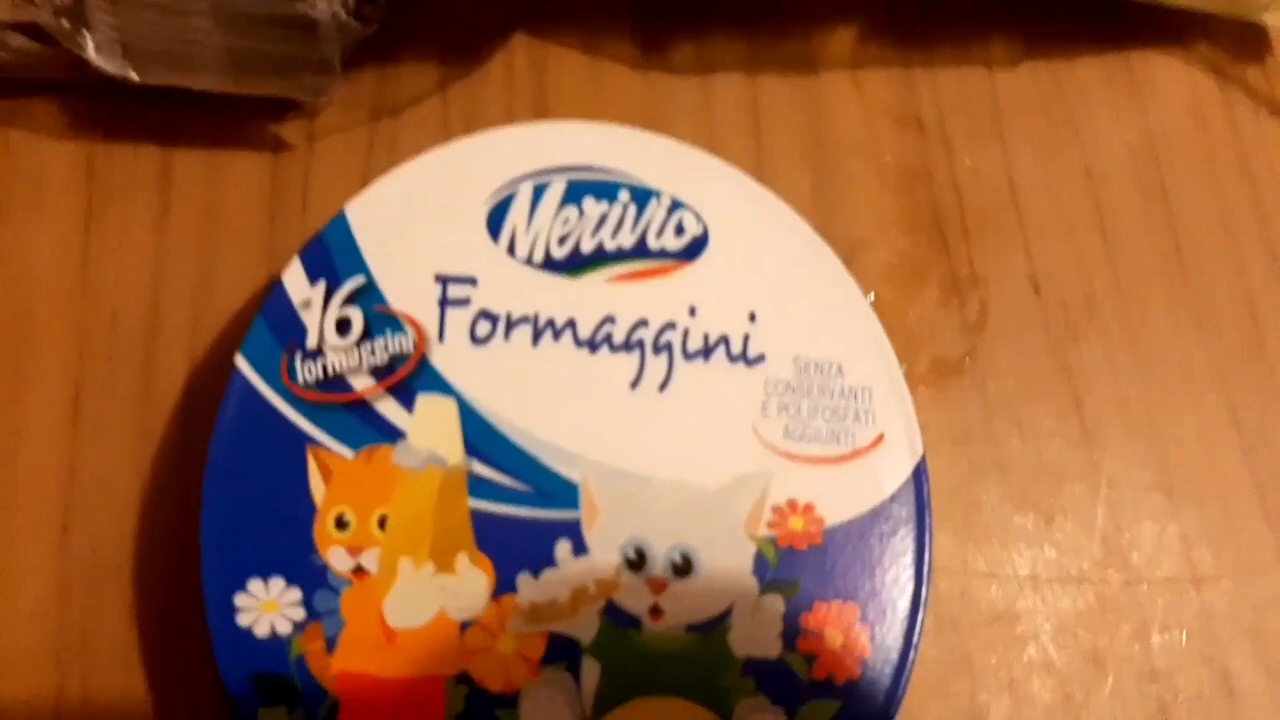 Merivio
Formaggini
16
formaggini
SENZA
CONSERVANTI
E POLIFOSFATI
AGGIUNTI